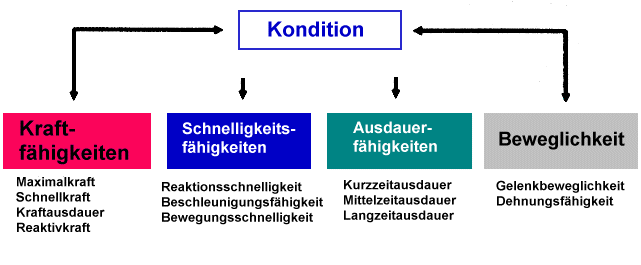 Kondition
Kraft-
fähigkeiten
Maximalkraft
Schnellkraft
Kraftausdauer
Reaktivkraft
Schnelligkeits-
fähigkeiten
Reaktionsschnelligkeit
Beschleunigungsfähigkeit
Bewegungsschnelligkeit
Ausdauer-
fähigkeiten
Kurzzeitausdauer
Mittelzeitausdauer
Langzeitausdauer
Beweglichkeit
Gelenkbeweglichkeit
Dehnungsfähigkeit